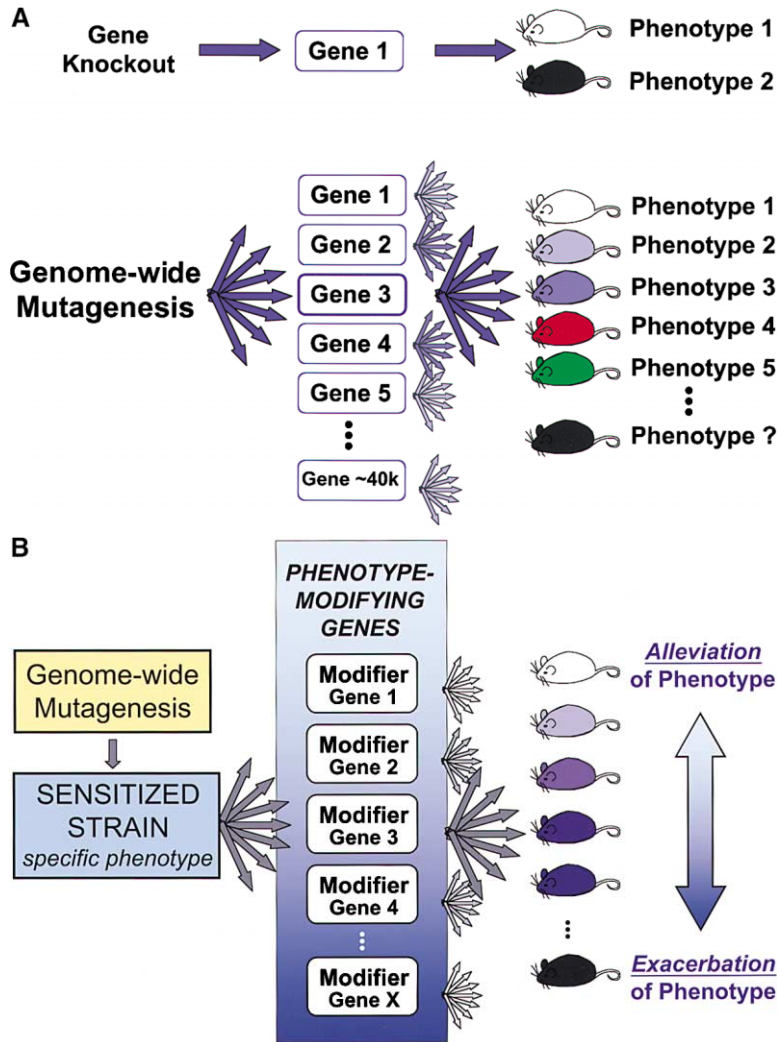 A
Gene
Knockout
Gene 1
Phenotype 1
Phenotype 2
Genome-wide
Mutagenesis
Gene 1
Gene 2
Gene 3
Gene 4
Gene 5
Gene ~40k
Phenotype 1
Phenotype 2
Phenotype 3
Phenotype 4
Phenotype 5
Phenotype ?
B
Genome-wide
Mutagenesis
SENSITIZED
STRAIN
specific phenotype
PHENOTYPE-
MODIFYING
GENES
Modifier
Gene 1
Modifier
Gene 2
Modifier
Gene 3
Modifier
Gene 4
Modifier
Gene X
Alleviation
of Phenotype
Exacerbation
of Phenotype